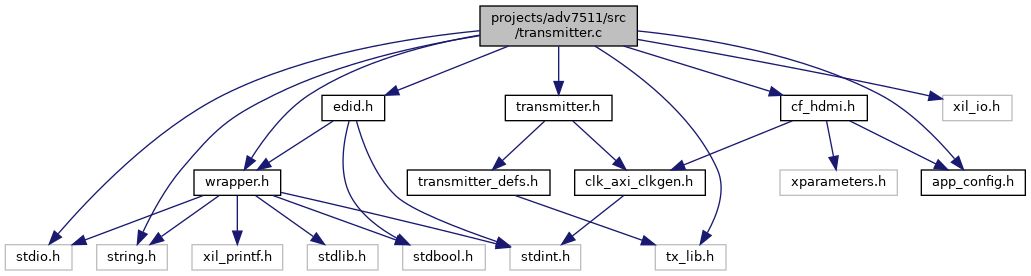 projects/adv7511/src
/transmitter.c
edid.h
transmitter.h
cf_hdmi.h
xil_io.h
wrapper.h
transmitter_defs.h
clk_axi_clkgen.h
xparameters.h
app_config.h
stdio.h
string.h
xil_printf.h
stdlib.h
stdbool.h
stdint.h
tx_lib.h